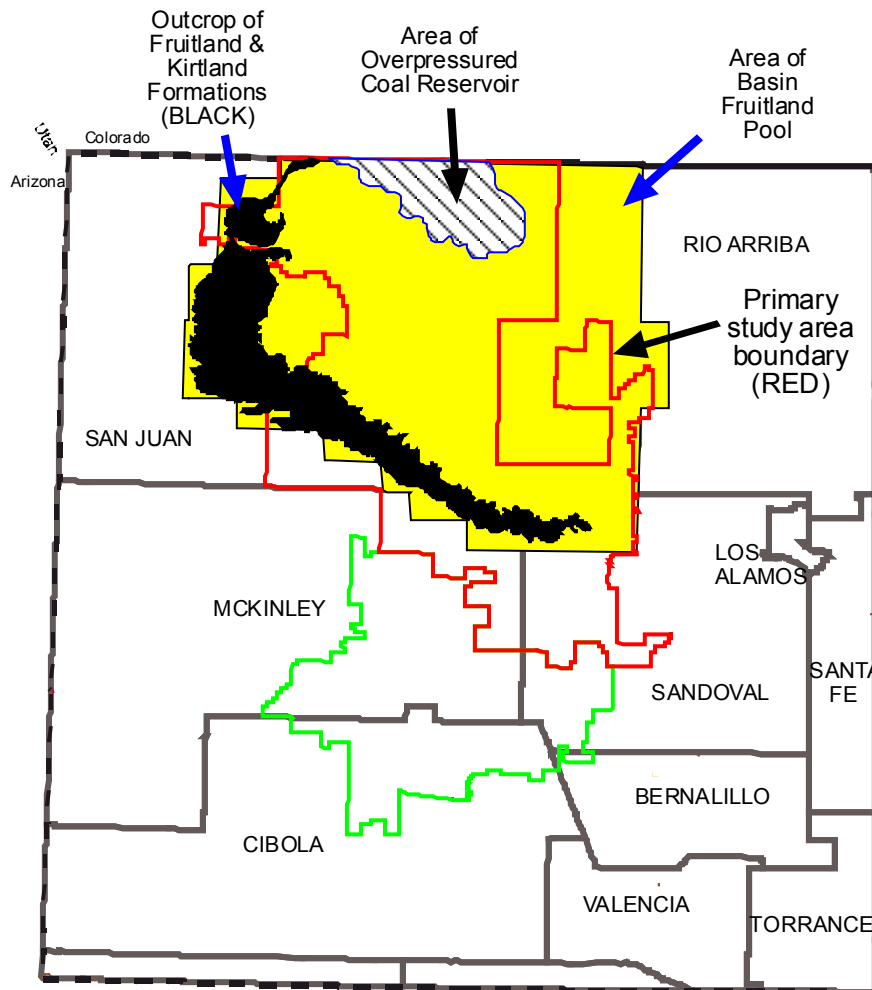 Outcrop of
Fruitland &
Kirtland
Formations
(BLACK)
Area of
Overpressured
Coal Reservoir
Area of
Basin
Fruitland
Pool
Utah
Colorado
Arizona
RIO ARRIBA
Primary
study area
boundary
(RED)
SAN JUAN
LOS
ALAMOS
MCKINLEY
SANTA
FE
SANDOVAL
BERNALILLO
CIBOLA
VALENCIA
TORRANCE